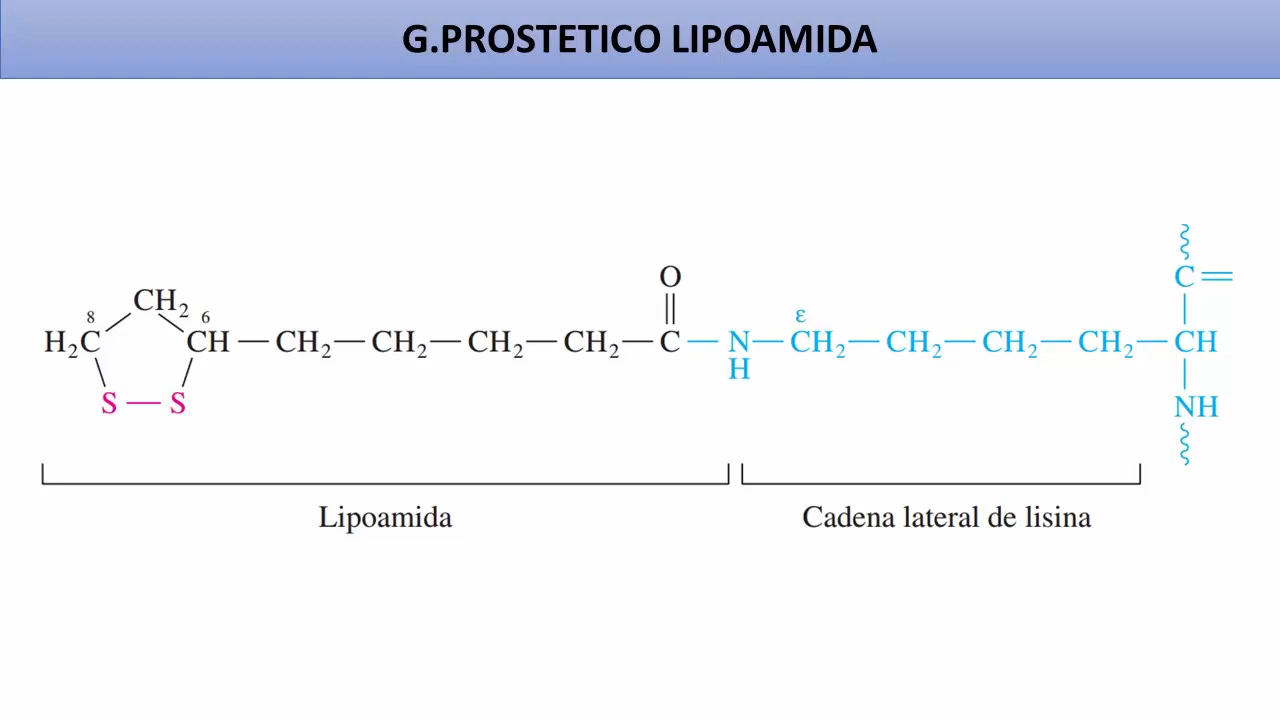 G.PROSTETICO LIPOAMIDA
O
C=
8 CH₂ 6 ε
H₂C CH—CH₂—CH₂—CH₂—CH₂—C—N—CH₂—CH₂—CH₂—CH₂—CH
H
S—S NH
Lipoamida Cadena lateral de lisina